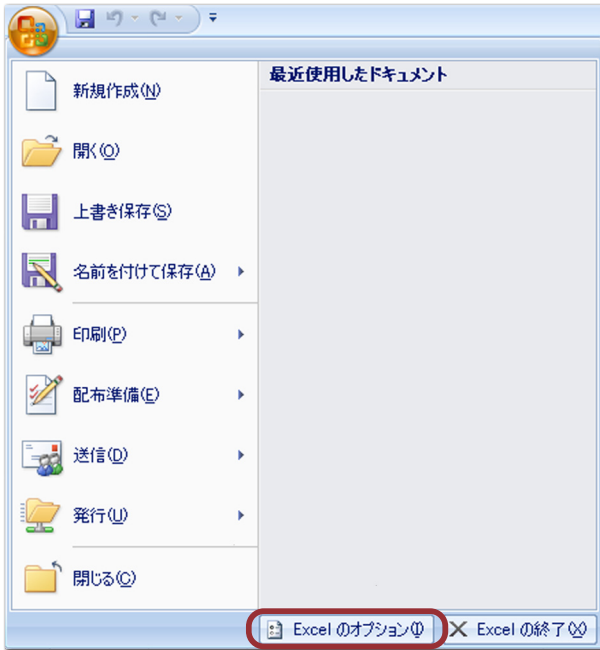 最近使用したドキュメント
新規作成(N)
開く(O)
上書き保存(S)
名前を付けて保存(A)
印刷(P)
配布準備(E)
送信(D)
発行(U)
閉じる(C)
Excel のオプション(I) Excel の終了(X)